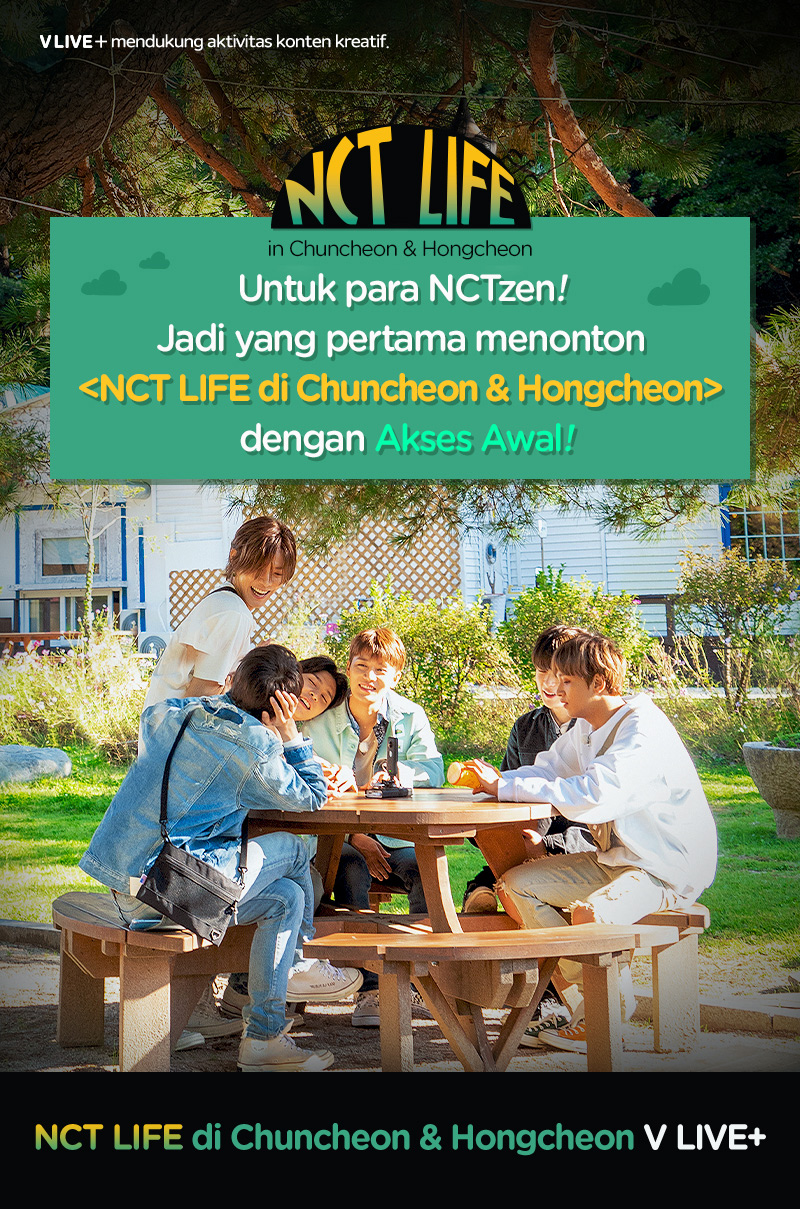 V LIVE+ mendukung aktivitas konten kreatif.
NCT LIFE
in Chuncheon & Hongcheon
Untuk para NCTzen!
Jadi yang pertama menonton
<NCT LIFE di Chuncheon & Hongcheon>
dengan Akses Awal!
NCT LIFE di Chuncheon & Hongcheon V LIVE+